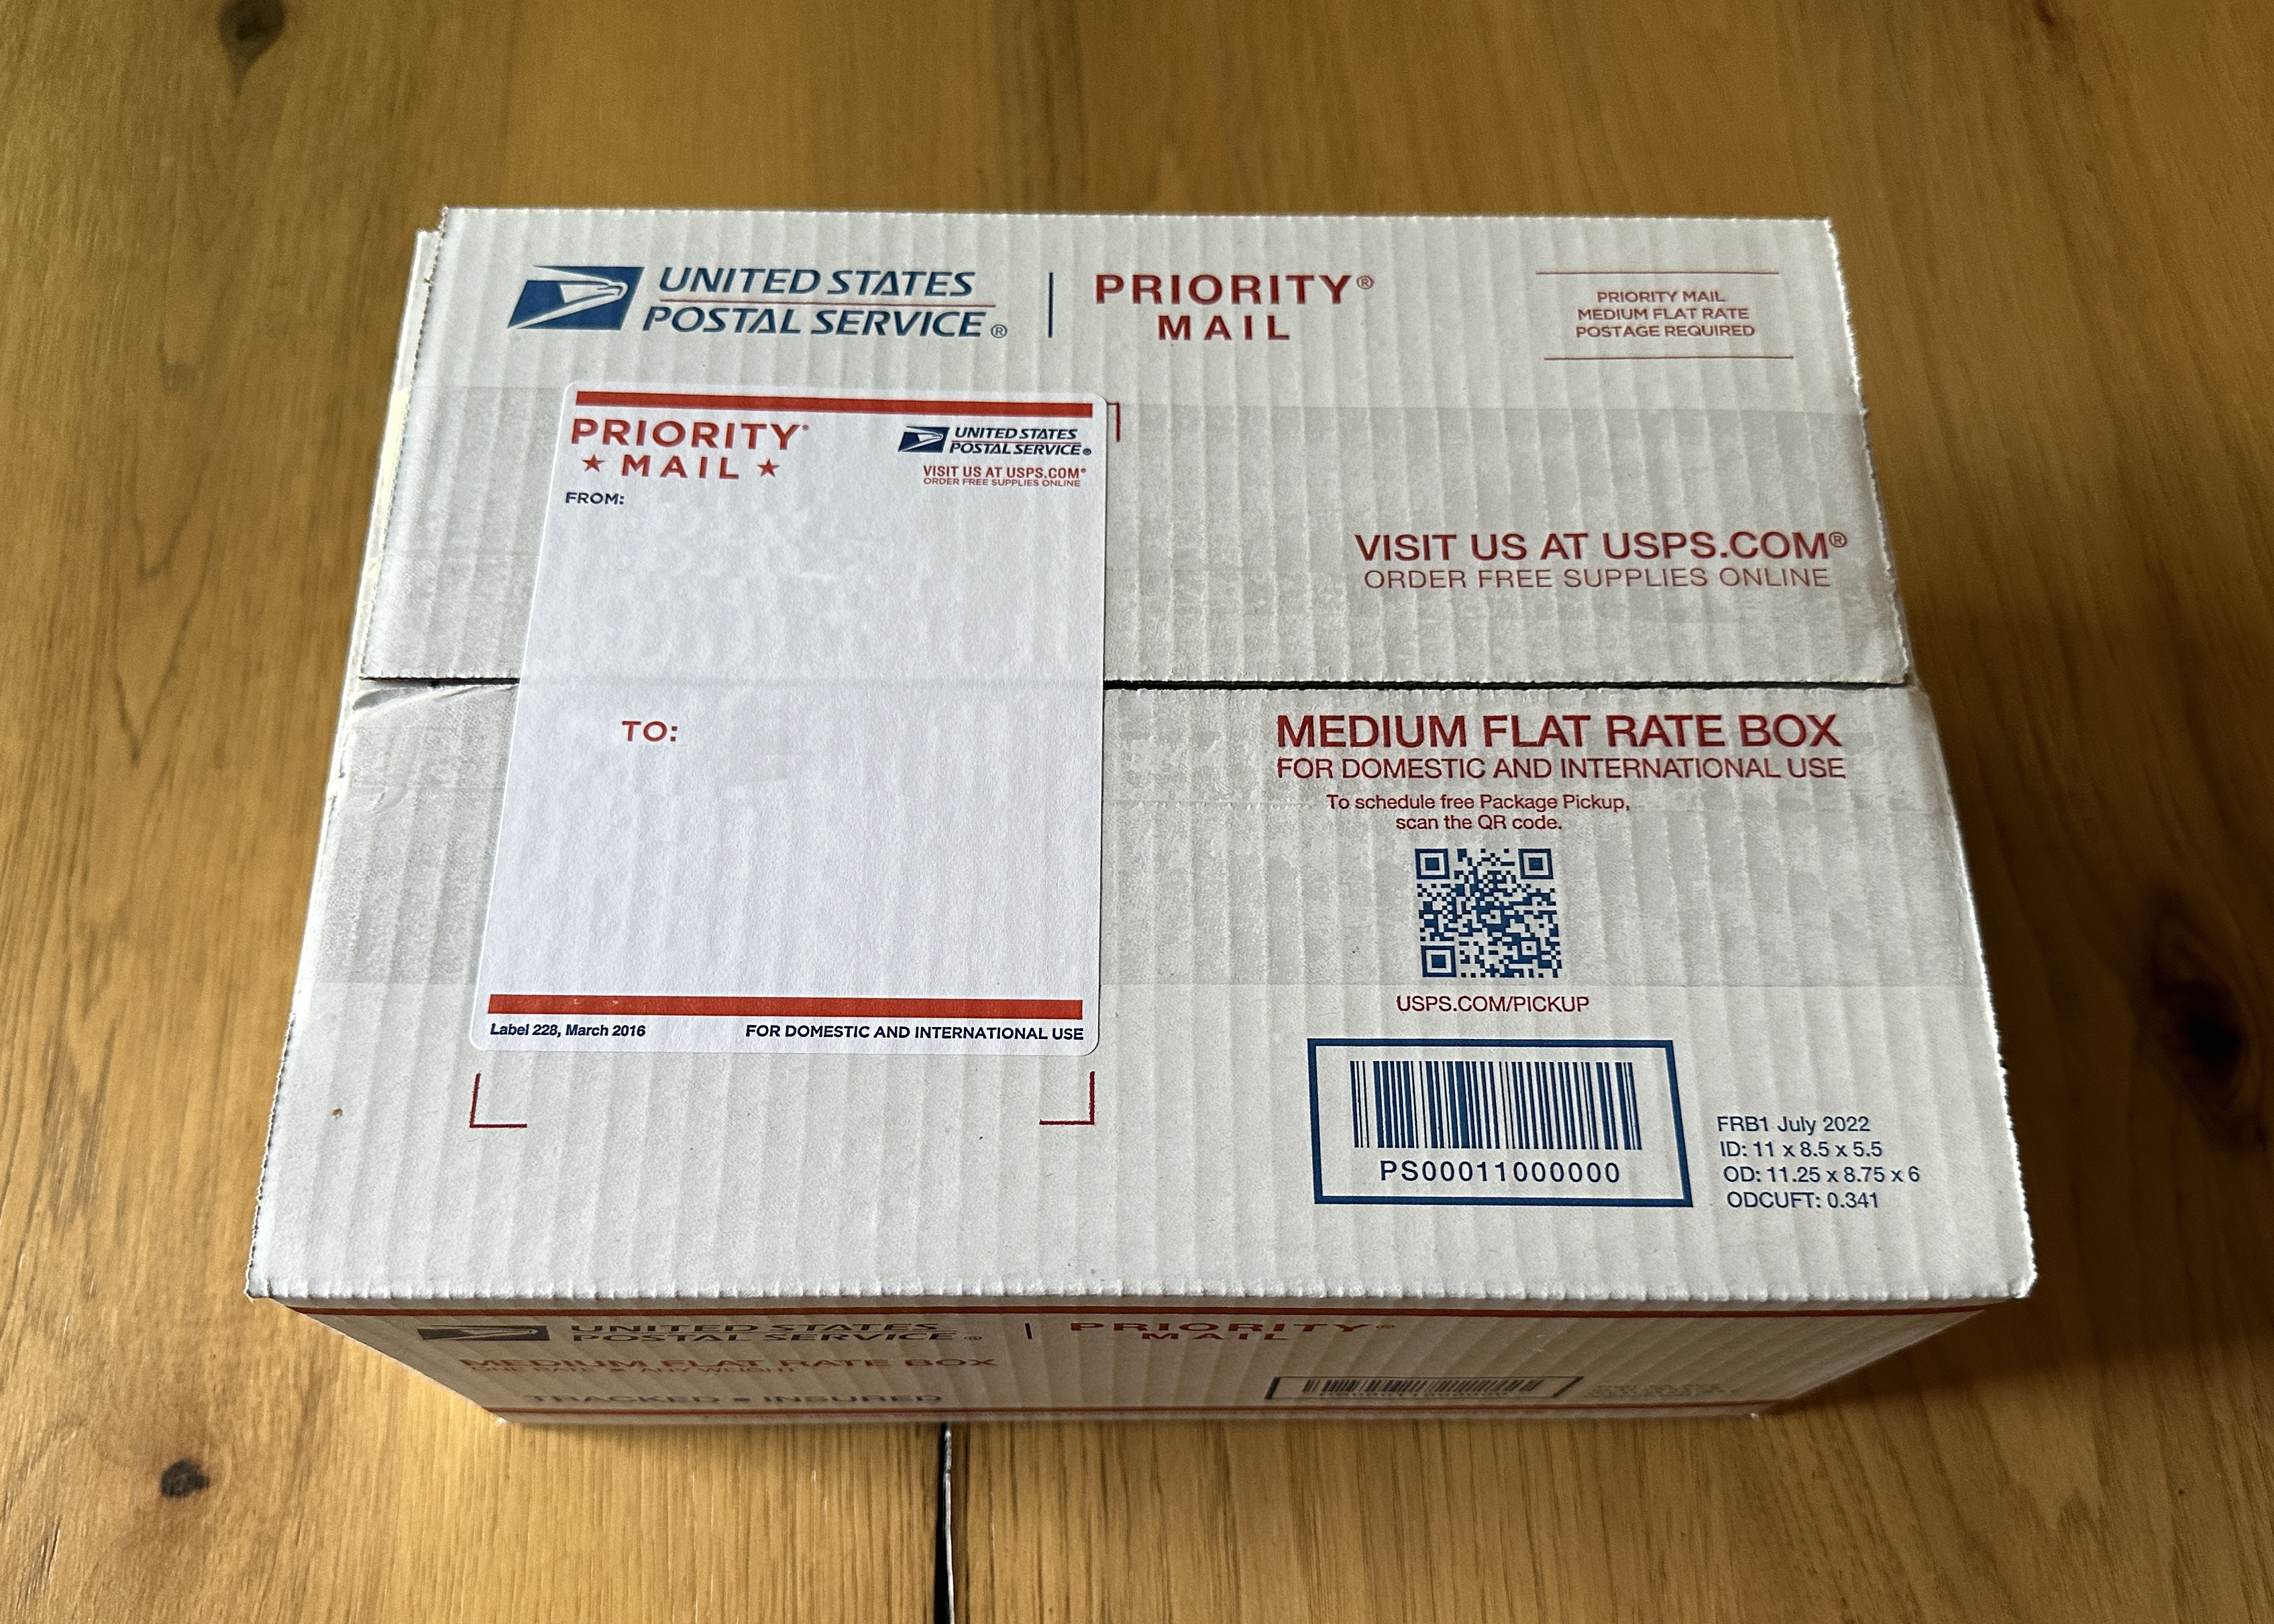 UNITED STATES
POSTAL SERVICE®
PRIORITY®
MAIL
PRIORITY MAIL
MEDIUM FLAT RATE
POSTAGE REQUIRED
PRIORITY®
★ MAIL ★
UNITED STATES
POSTAL SERVICE®
VISIT US AT USPS.COM®
ORDER FREE SUPPLIES ONLINE
FROM:
TO:
Label 228, March 2016
FOR DOMESTIC AND INTERNATIONAL USE
VISIT US AT USPS.COM®
ORDER FREE SUPPLIES ONLINE
MEDIUM FLAT RATE BOX
FOR DOMESTIC AND INTERNATIONAL USE
To schedule free Package Pickup,
scan the QR code.
USPS.COM/PICKUP
PS00011000000
FRB1 July 2022
ID: 11 x 8.5 x 5.5
OD: 11.25 x 8.75 x 6
ODCUFT: 0.341
UNITED STATES
POSTAL SERVICE®
PRIORITY®
MAIL
MEDIUM FLAT RATE BOX
ONE RATE ■ ANY WEIGHT
TRACKED ■ INSURED